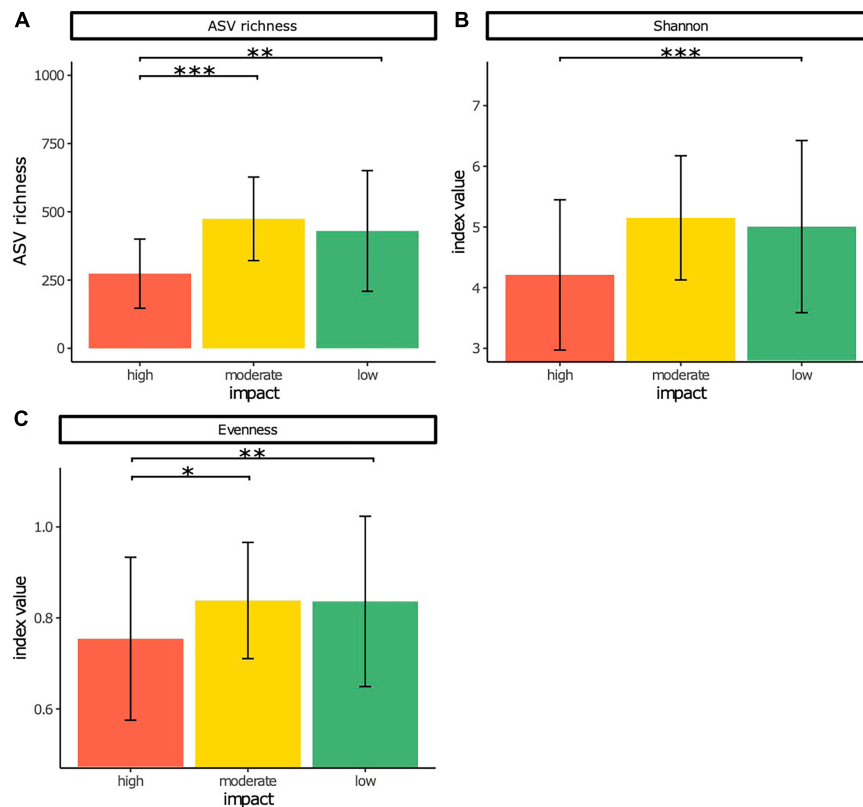 A
ASV richness
**
***
1000
750
500
250
0
ASV richness
high moderate low
impact
B
Shannon
***
7
6
5
4
3
index value
high moderate low
impact
C
Evenness
**
*
1.0
0.8
0.6
index value
high moderate low
impact